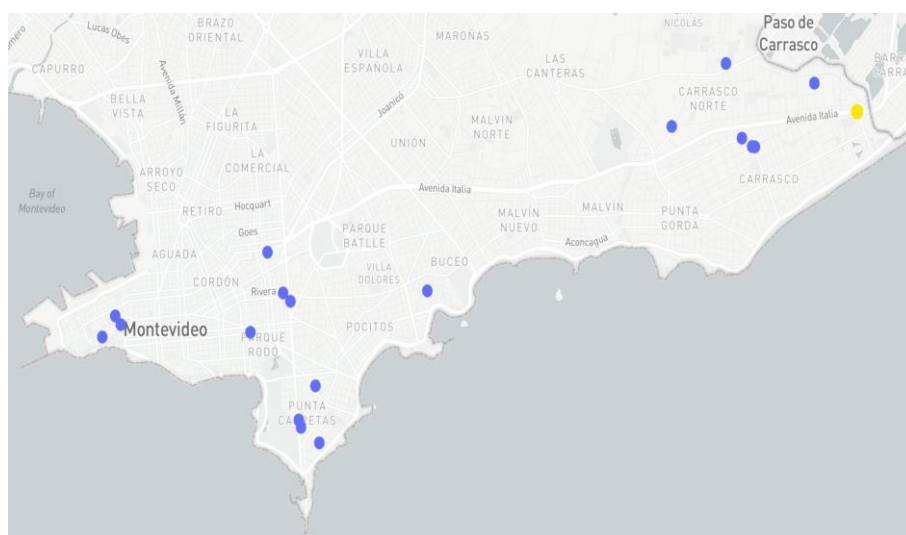 BRAZO
ORIENTAL
Lucas Obes
CAPURRO
Avenida Millán
BELLA
VISTA
LA
FIGURITA
VILLA
ESPAÑOLA
Joanicó
MAROÑAS
LAS
CANTERAS
NICOLÁS
Paso de
Carrasco
CARRASCO
NORTE
Avenida Italia
MALVIN
NORTE
UNIÓN
LA
COMERCIAL
ARROYO
SECO
Bay of
Montevideo
RETIRO
Hocquart
Goes
Avenida Italia
CARRASCO
PARQUE
BATLLE
MALVÍN
NUEVO
MALVÍN
PUNTA
GORDA
Aconcagua
AGUADA
CORDÓN
VILLA
DOLORES
BUCEO
Rivera
Montevideo
PARQUE
RODÓ
POCITOS
PUNTA
CARRETAS